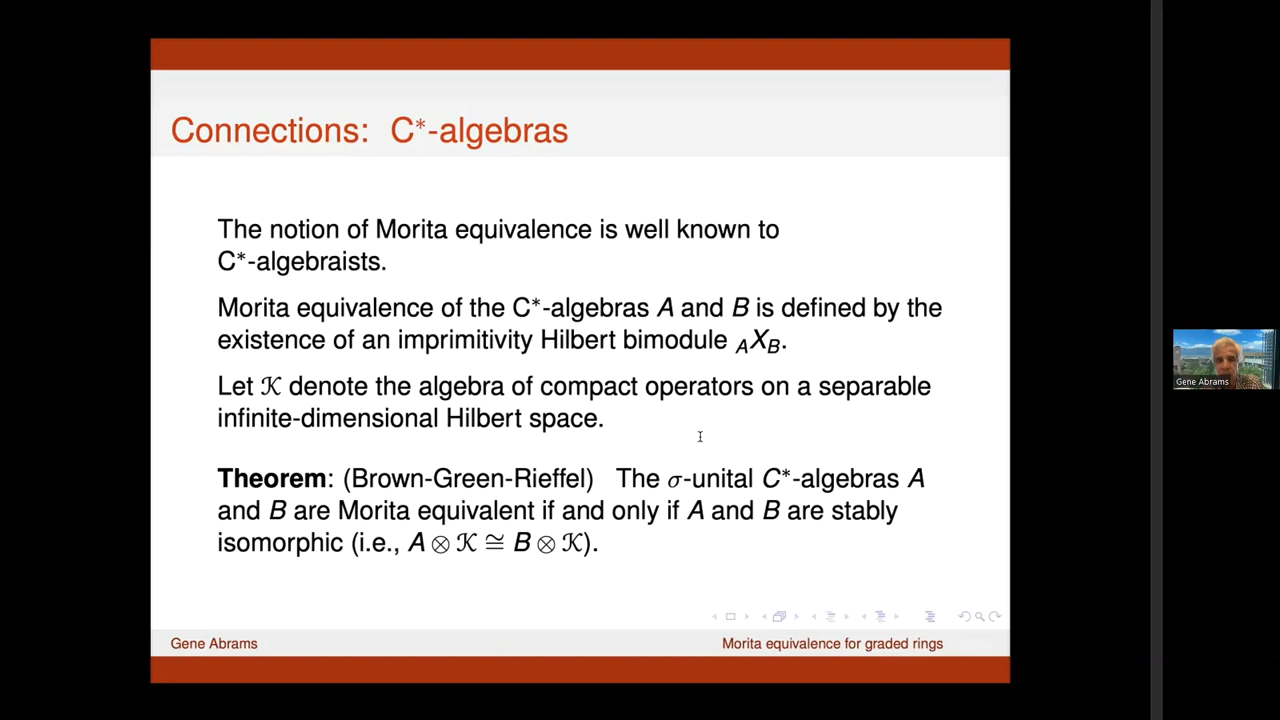 Connections: C*-algebras
The notion of Morita equivalence is well known to
C*-algebraists.
Morita equivalence of the C*-algebras A and B is defined by the
existence of an imprimitivity Hilbert bimodule ₐXʙ.
Let 𝒦 denote the algebra of compact operators on a separable
infinite-dimensional Hilbert space.
Theorem: (Brown-Green-Rieffel) The σ-unital C*-algebras A
and B are Morita equivalent if and only if A and B are stably
isomorphic (i.e., A ⊗ 𝒦 ≅ B ⊗ 𝒦).
Gene Abrams
Morita equivalence for graded rings
Gene Abrams